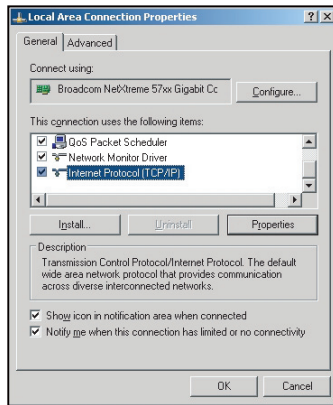 Local Area Connection Properties
General Advanced
Connect using:
Broadcom NetXtreme 57xx Gigabit Cc Configure...
This connection uses the following items:
QoS Packet Scheduler
Network Monitor Driver
Internet Protocol (TCP/IP)
Install... Uninstall Properties
Description
Transmission Control Protocol/Internet Protocol. The default
wide area network protocol that provides communication
across diverse interconnected networks.
Show icon in notification area when connected
Notify me when this connection has limited or no connectivity
OK Cancel